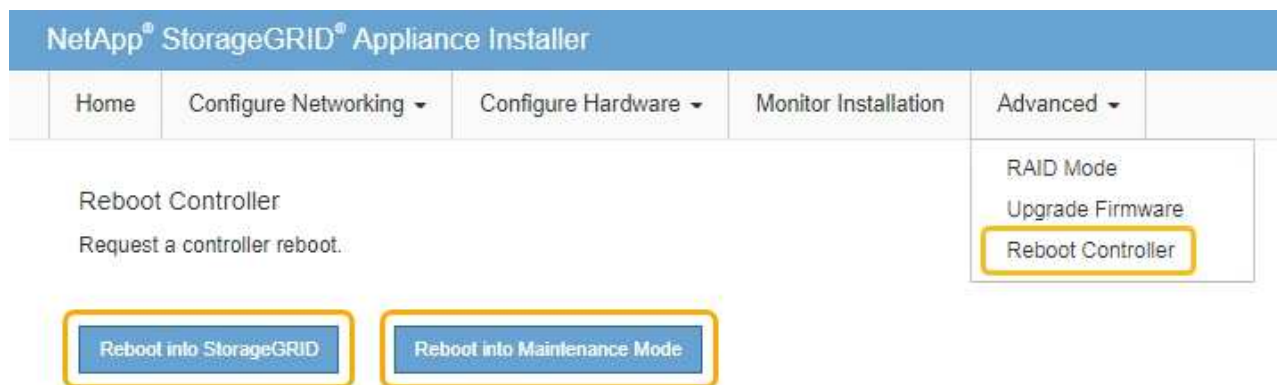 NetApp® StorageGRID® Appliance Installer
Home Configure Networking Configure Hardware Monitor Installation Advanced
RAID Mode
Upgrade Firmware
Reboot Controller
Reboot Controller
Request a controller reboot.
Reboot into StorageGRID Reboot into Maintenance Mode